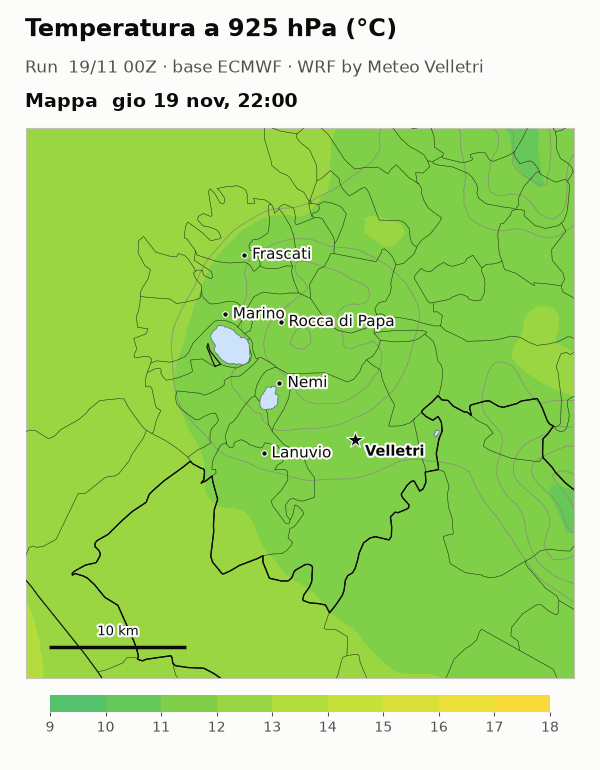 Temperatura a 925 hPa (°C)
Run  19/11 00Z · base ECMWF · WRF by Meteo Velletri
Mappa  gio 19 nov, 22:00
Frascati
Marino
Rocca di Papa
Nemi
Velletri
Lanuvio
10 km
9 10 11 12 13 14 15 16 17 18